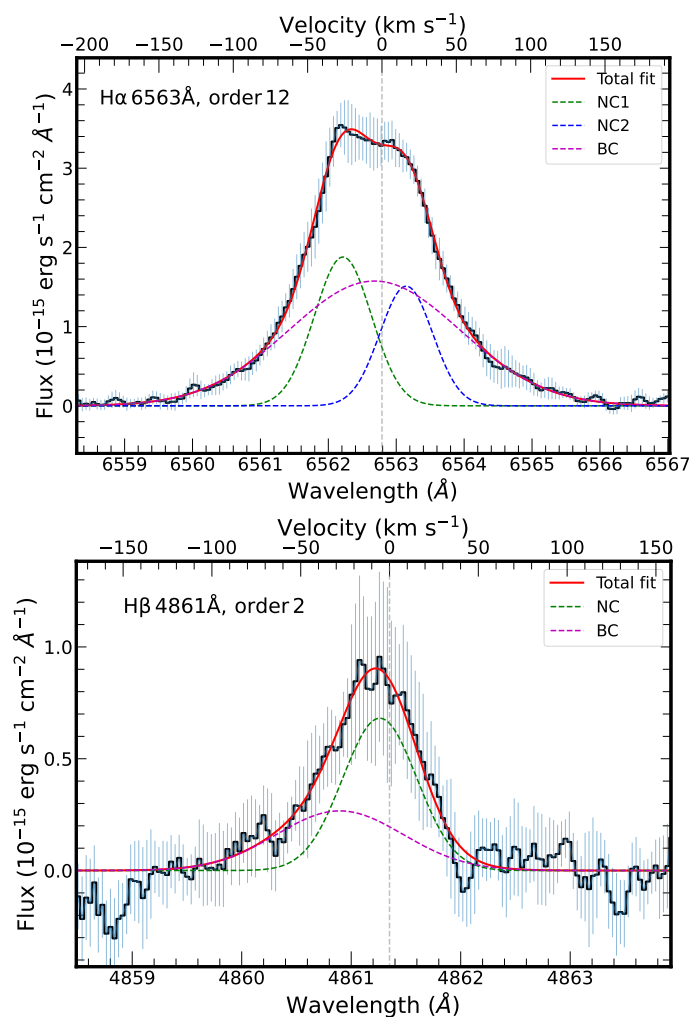 Velocity (km s⁻¹)
−200 −150 −100 −50 0 50 100 150
Hα 6563Å, order 12
Total fit
NC1
NC2
BC
Flux (10⁻¹⁵ erg s⁻¹ cm⁻² Å⁻¹)
4
3
2
1
0
6559 6560 6561 6562 6563 6564 6565 6566 6567
Wavelength (Å)
Velocity (km s⁻¹)
−150 −100 −50 0 50 100 150
Hβ 4861Å, order 2
Total fit
NC
BC
Flux (10⁻¹⁵ erg s⁻¹ cm⁻² Å⁻¹)
1.0
0.5
0.0
4859 4860 4861 4862 4863
Wavelength (Å)